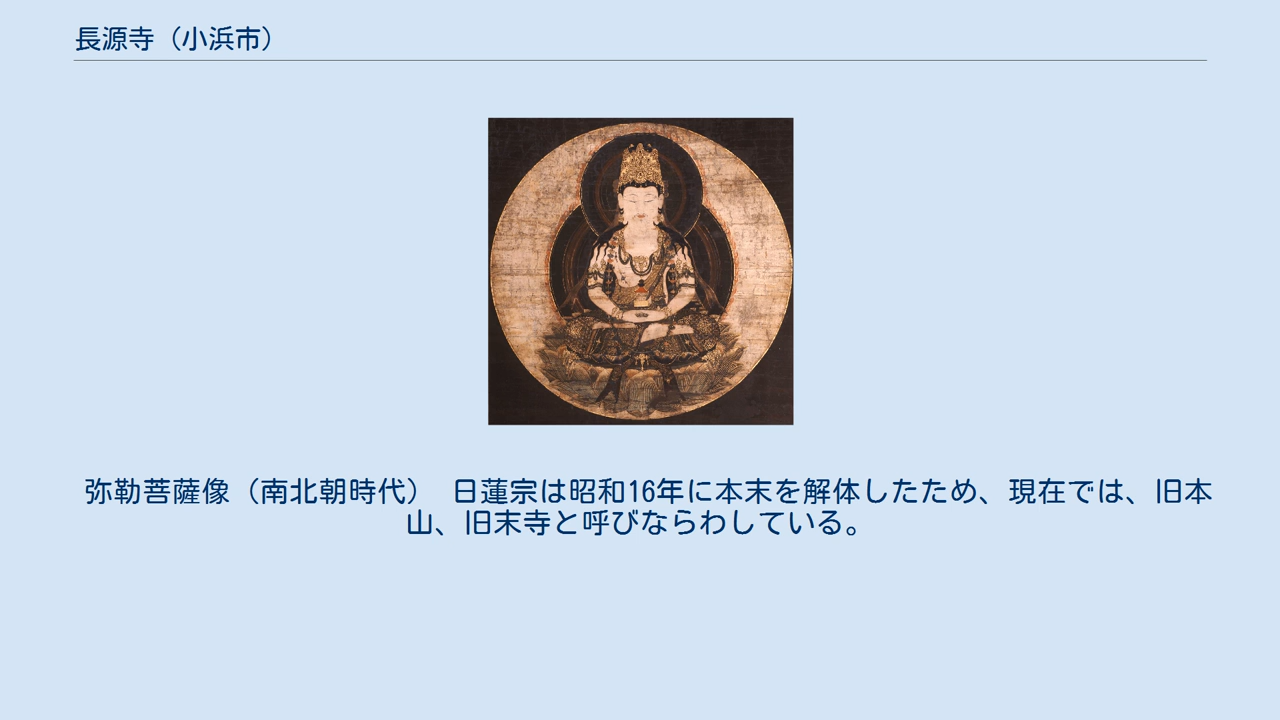 長源寺（小浜市）
弥勒菩薩像（南北朝時代） 日蓮宗は昭和16年に本末を解体したため、現在では、旧本
山、旧末寺と呼びならわしている。